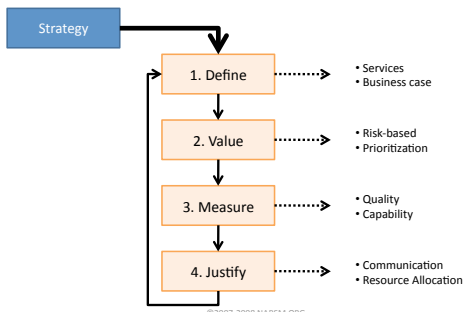 Strategy
1. Define
• Services
• Business case
2. Value
• Risk-based
• Prioritization
3. Measure
• Quality
• Capability
4. Justify
• Communication
• Resource Allocation